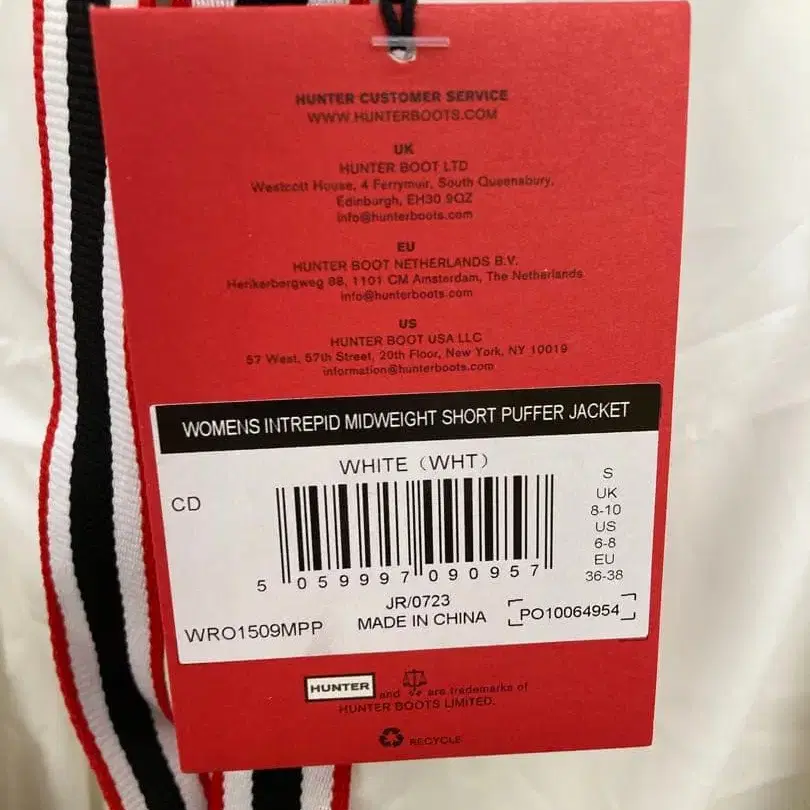 HUNTER CUSTOMER SERVICE
WWW.HUNTERBOOTS.COM
UK
HUNTER BOOT LTD
Westcott House, 4 Ferrymuir, South Queensbury,
Edinburgh, EH30 9QZ
info@hunterboots.com
EU
HUNTER BOOT NETHERLANDS B.V.
Herikerbergweg 88, 1101 CM Amsterdam, The Netherlands
info@hunterboots.com
US
HUNTER BOOT USA LLC
57 West, 57th Street, 20th Floor, New York, NY 10019
information@hunterboots.com
WOMENS INTREPID MIDWEIGHT SHORT PUFFER JACKET
WHITE (WHT)
CD
S
UK
8-10
US
6-8
EU
36-38
5 059997 090957
JR/0723
WRO1509MPP
MADE IN CHINA
PO10064954
HUNTER and are trademarks of
HUNTER BOOTS LIMITED.
RECYCLE